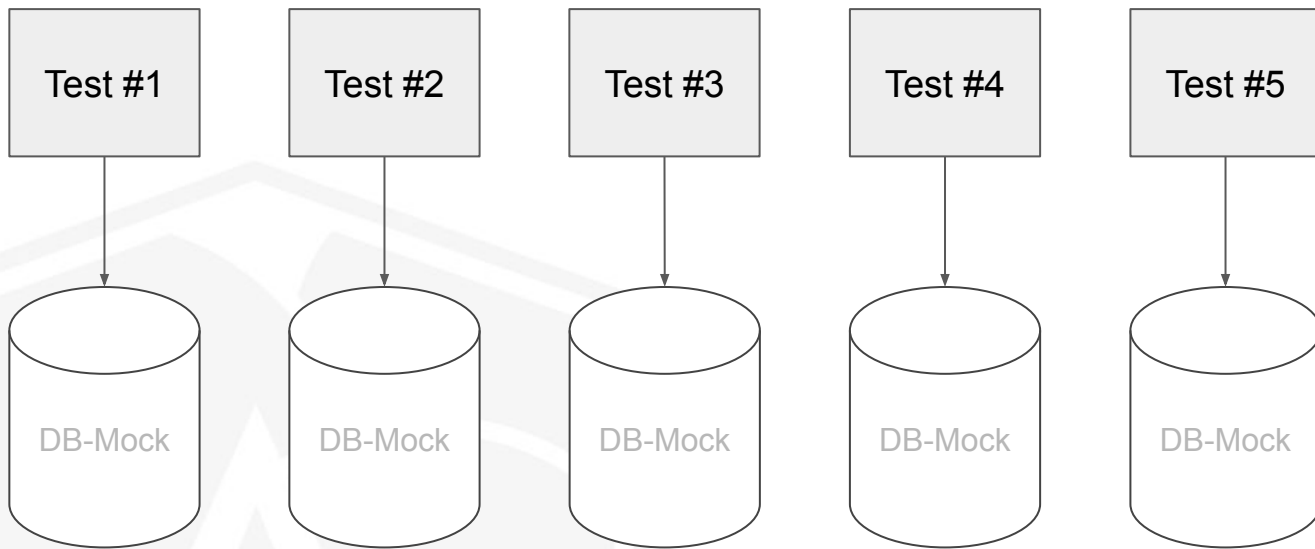 Test #1
Test #2
Test #3
Test #4
Test #5
DB-Mock
DB-Mock
DB-Mock
DB-Mock
DB-Mock